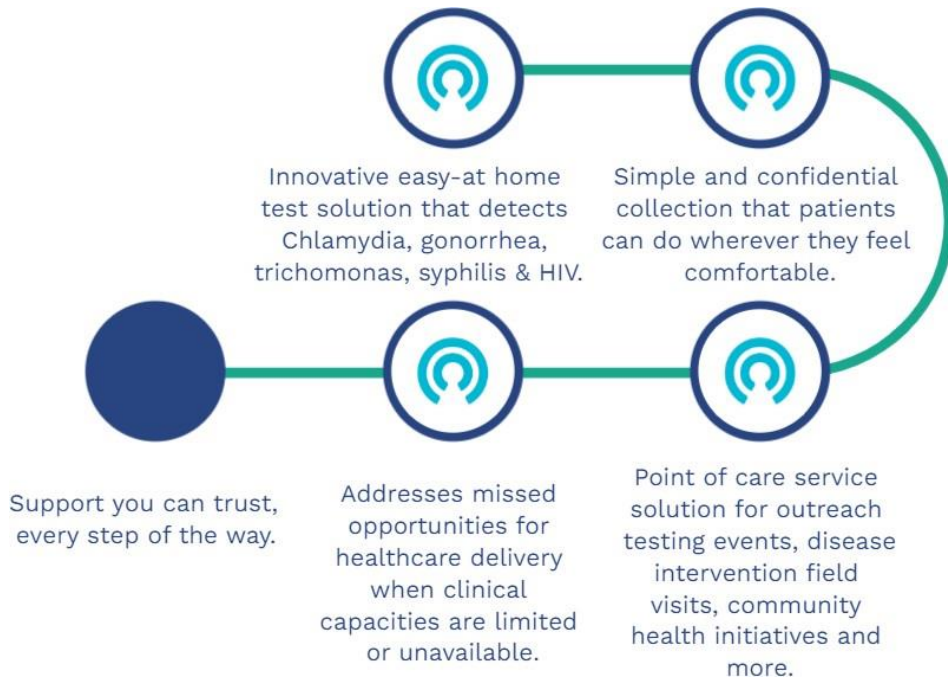 Innovative easy-at home
test solution that detects
Chlamydia, gonorrhea,
trichomonas, syphilis & HIV.
Simple and confidential
collection that patients
can do wherever they feel
comfortable.
Support you can trust,
every step of the way.
Addresses missed
opportunities for
healthcare delivery
when clinical
capacities are limited
or unavailable.
Point of care service
solution for outreach
testing events, disease
intervention field
visits, community
health initiatives and
more.